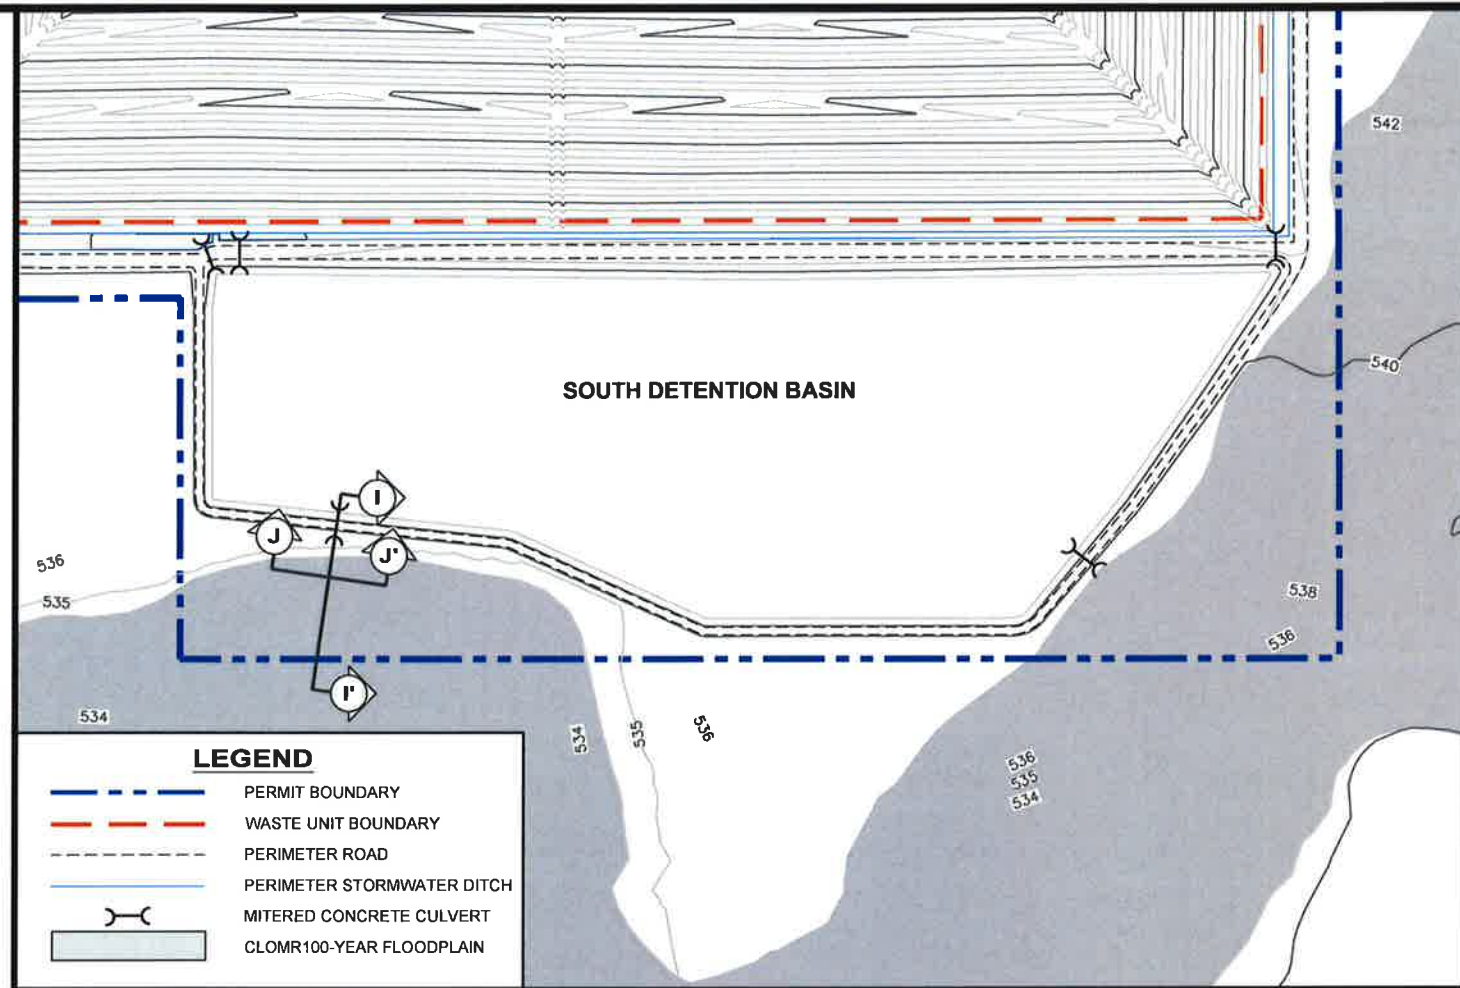 542
540
SOUTH DETENTION BASIN
I
J
J'
536
535
538
536
I'
534
534
535
536
536
535
534
LEGEND
PERMIT BOUNDARY
WASTE UNIT BOUNDARY
PERIMETER ROAD
PERIMETER STORMWATER DITCH
MITERED CONCRETE CULVERT
CLOMR100-YEAR FLOODPLAIN